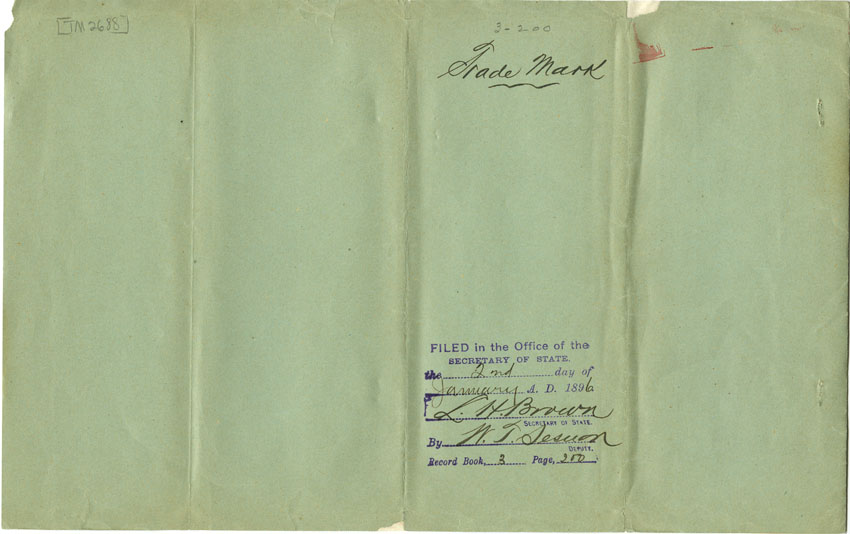 [TM 2688]
3-200
Trade Mark
FILED in the Office of the
SECRETARY OF STATE.
the 2nd day of
January A. D. 1896
L. H. Brown
SECRETARY OF STATE.
By W. T. Sesnon
DEPUTY.
Record Book, 3 Page, 200